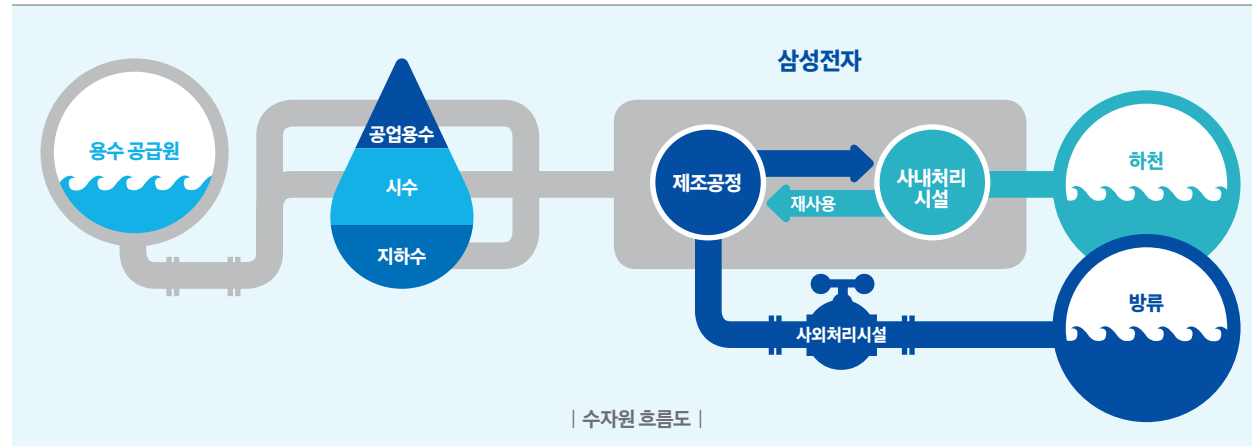 삼성전자
용수 공급원
공업용수
시수
지하수
제조공정
재사용
사내처리
시설
하천
방류
사외처리시설
| 수자원 흐름도 |